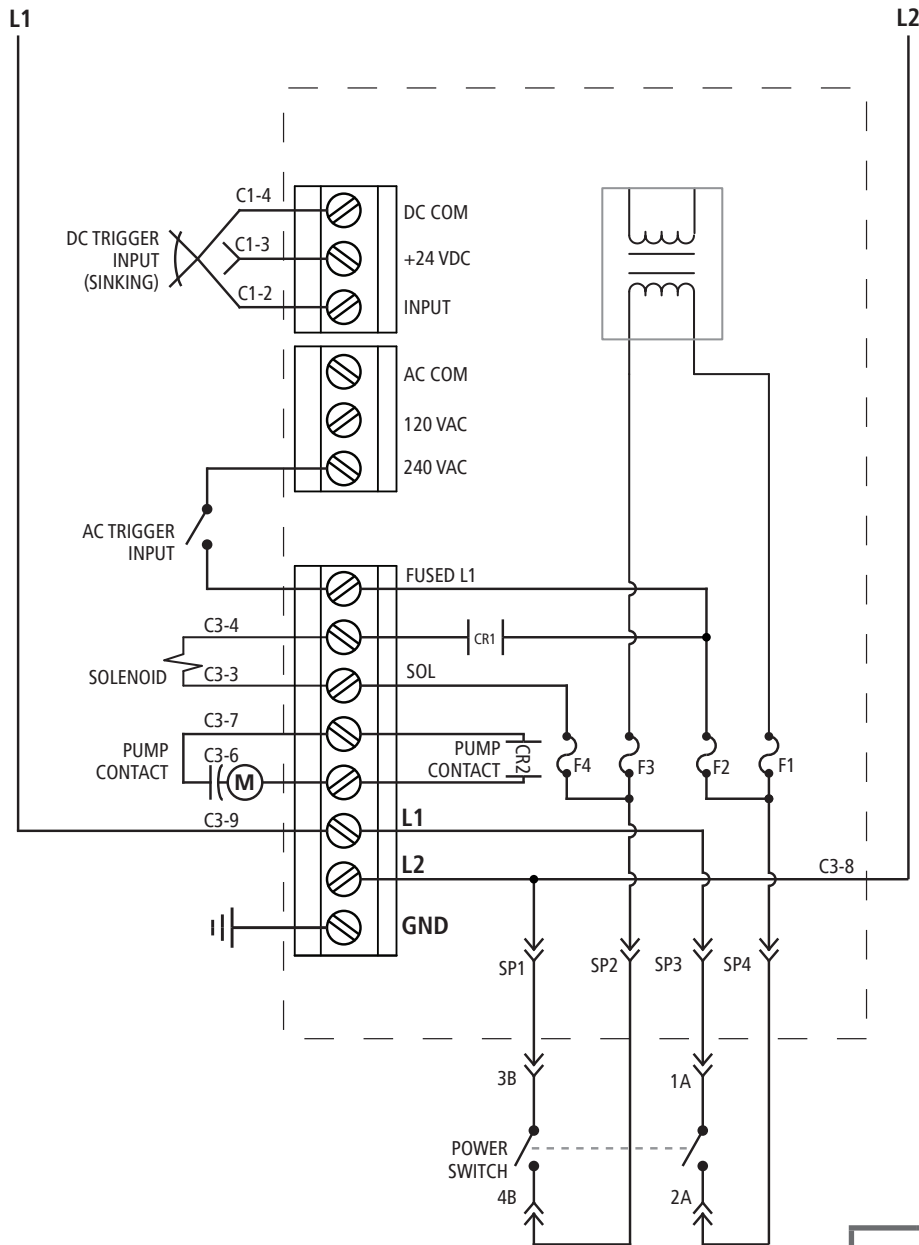 L1
L2
C1-4
DC COM
DC TRIGGER
INPUT
(SINKING)
C1-3
+24 VDC
C1-2
INPUT
AC COM
120 VAC
240 VAC
AC TRIGGER
INPUT
FUSED L1
C3-4
CR1
SOLENOID
C3-3
SOL
C3-7
PUMP
CONTACT
C3-6
M
PUMP
CONTACT
CR2
F4
F3
F2
F1
C3-9
L1
L2
C3-8
GND
SP1
SP2
SP3
SP4
3B
1A
POWER
SWITCH
4B
2A